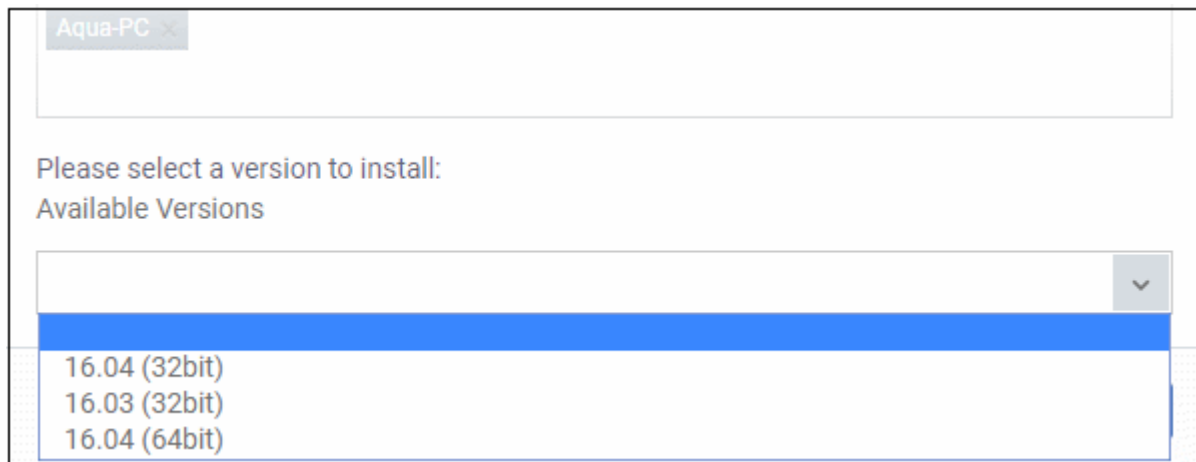 Aqua-PC ×
Please select a version to install:
Available Versions
16.04 (32bit)
16.03 (32bit)
16.04 (64bit)